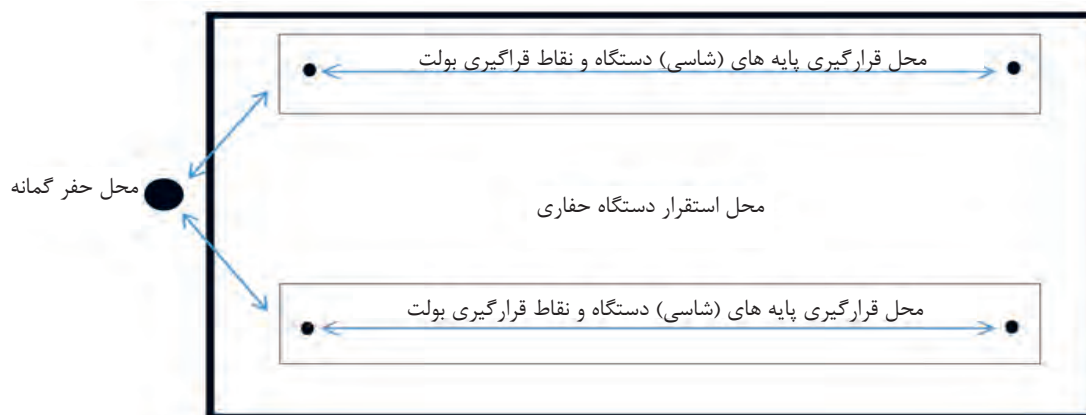 محل قرارگیری پایه های (شاسی) دستگاه و نقاط قراگیری بولت
محل حفر گمانه
محل استقرار دستگاه حفاری
محل قرارگیری پایه های (شاسی) دستگاه و نقاط قرارگیری بولت